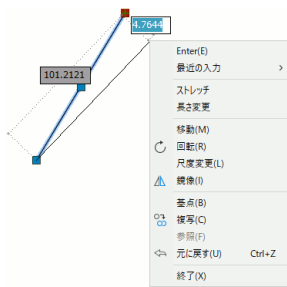 4.7644
101.2121
Enter(E)
最近の入力 >
ストレッチ
長さ変更
移動(M)
回転(R)
尺度変更(L)
鏡像(I)
基点(B)
複写(C)
参照(F)
元に戻す(U) Ctrl+Z
終了(X)